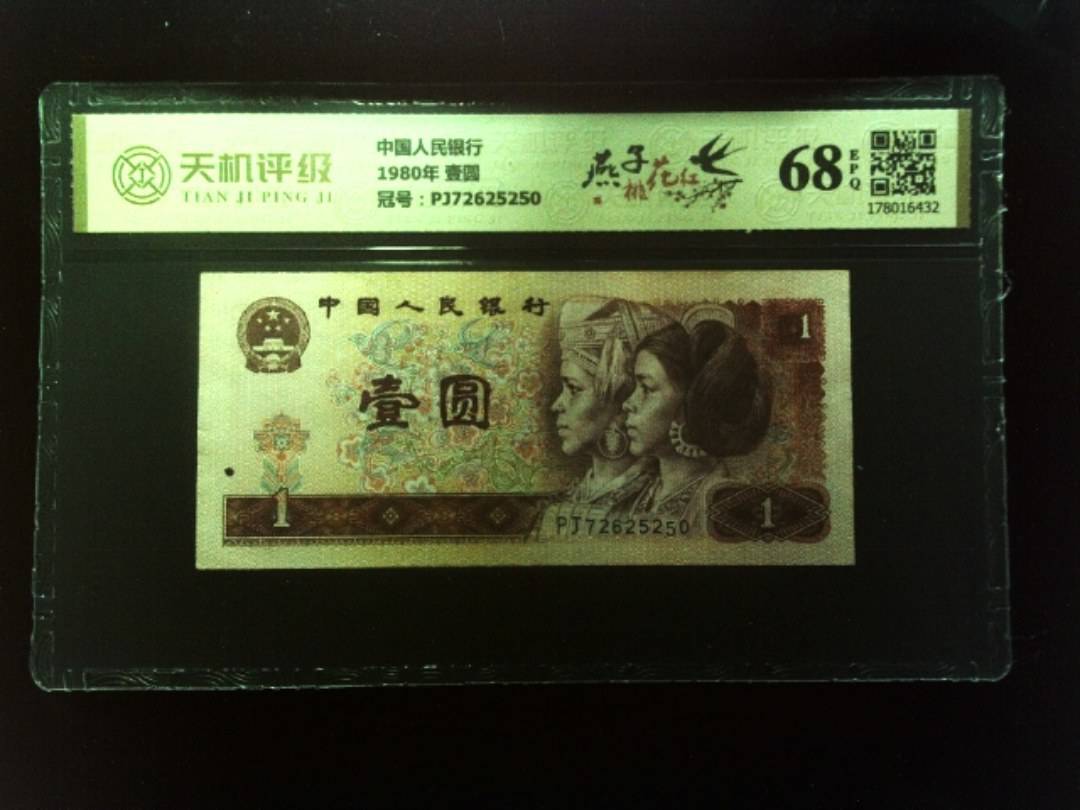 天机评级
TIAN JI PING JI
中国人民银行
1980年 壹圆
冠号：PJ72625250
燕子
桃花红
68
EPQ
178016432
中国人民银行
壹圆
1
1
PJ72625250
1